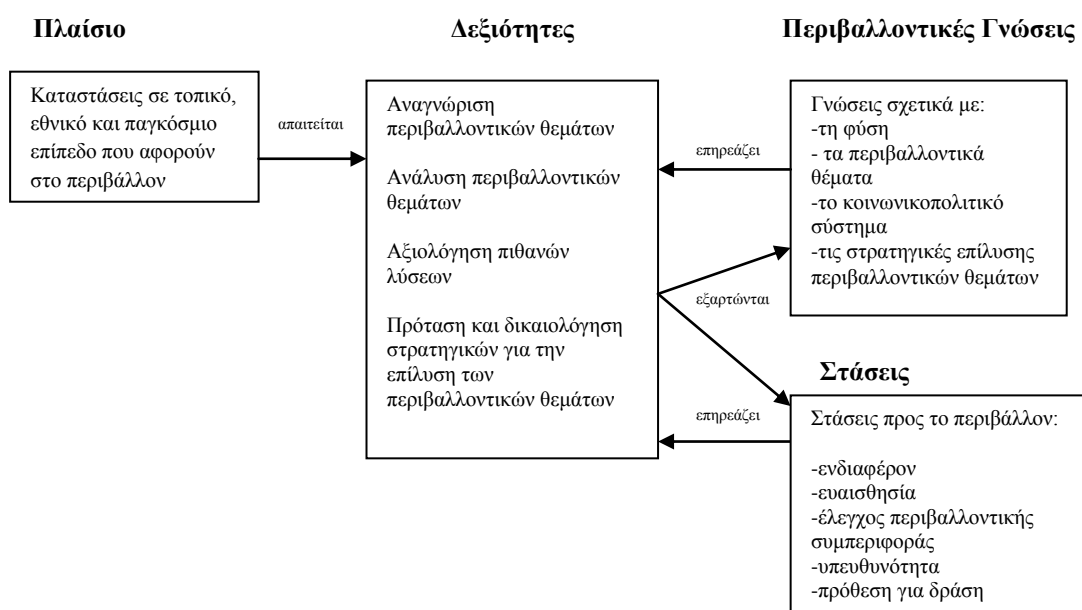 Πλαίσιο
Καταστάσεις σε τοπικό,
εθνικό και παγκόσμιο
επίπεδο που αφορούν
στο περιβάλλον
απαιτείται
Δεξιότητες
Αναγνώριση
περιβαλλοντικών θεμάτων
Ανάλυση περιβαλλοντικών
θεμάτων
Αξιολόγηση πιθανών
λύσεων
Πρόταση και δικαιολόγηση
στρατηγικών για την
επίλυση των
περιβαλλοντικών θεμάτων
επηρεάζει
εξαρτώνται
επηρεάζει
Περιβαλλοντικές Γνώσεις
Γνώσεις σχετικά με:
-τη φύση
- τα περιβαλλοντικά
θέματα
-το κοινωνικοπολιτικό
σύστημα
-τις στρατηγικές επίλυσης
περιβαλλοντικών θεμάτων
Στάσεις
Στάσεις προς το περιβάλλον:
-ενδιαφέρον
-ευαισθησία
-έλεγχος περιβαλλοντικής
συμπεριφοράς
-υπευθυνότητα
-πρόθεση για δράση